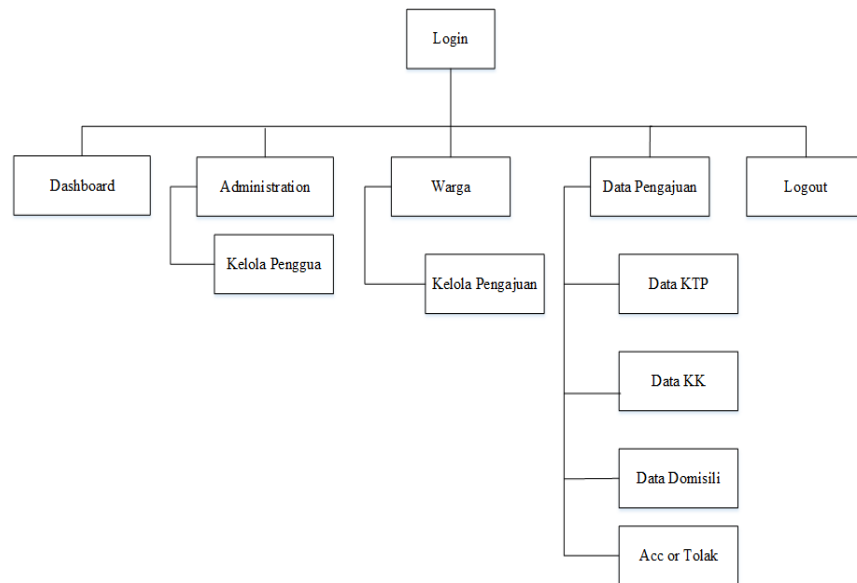 Login
Dashboard
Administration
Warga
Data Pengajuan
Logout
Kelola Penggua
Kelola Pengajuan
Data KTP
Data KK
Data Domisili
Acc or Tolak